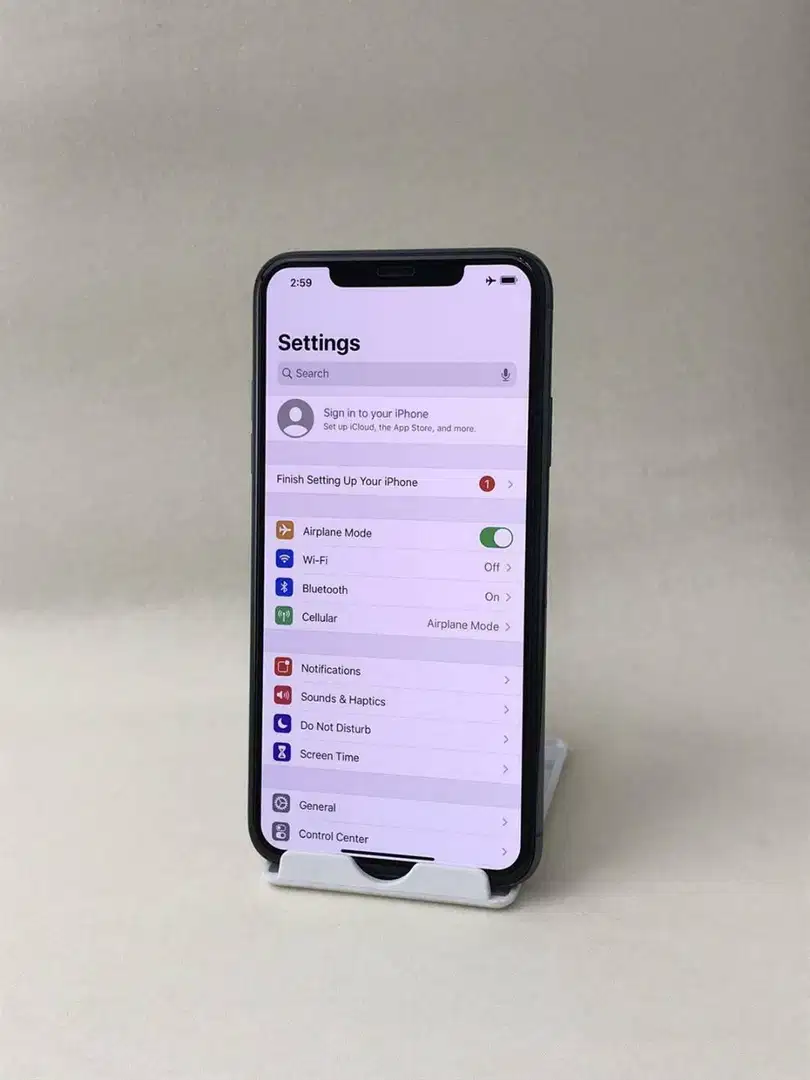 2:59
Settings
Search
Sign in to your iPhone
Set up iCloud, the App Store, and more.
Finish Setting Up Your iPhone 1
Airplane Mode
Wi-Fi Off
Bluetooth On
Cellular Airplane Mode
Notifications
Sounds & Haptics
Do Not Disturb
Screen Time
General
Control Center